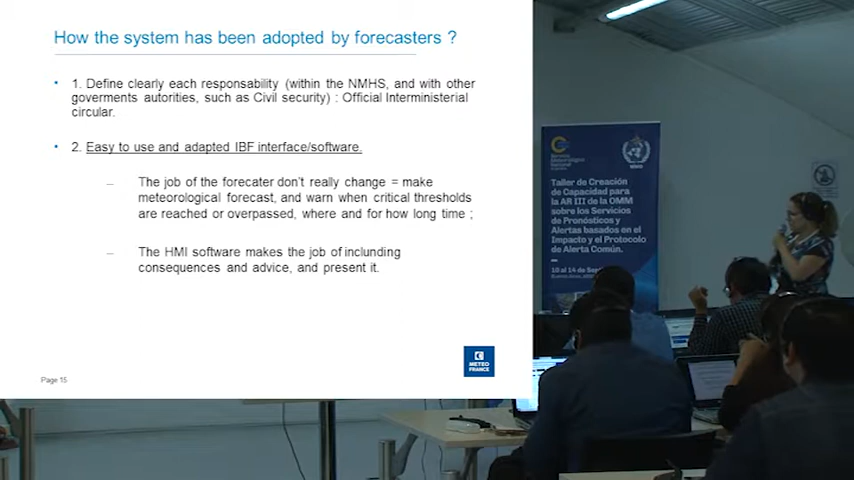 How the system has been adopted by forecasters ?
• 1. Define clearly each responsability (within the NMHS, and with other
goverments autorities, such as Civil security) : Official Interministerial
circular.
• 2. Easy to use and adapted IBF interface/software.
– The job of the forecater don't really change = make
meteorological forecast, and warn when critical thresholds
are reached or overpassed, where and for how long time ;
– The HMI software makes the job of inclunding
consequences and advice, and present it.
METEO
FRANCE
Page 15
Servicio
Meteorológico
Nacional
Taller de Creación
de Capacidad para
la AR III de la OMM
sobre los Servicios
de Pronósticos y
Alertas basados en el
Impacto y el Protocolo
de Alerta Común.
10 al 14 de